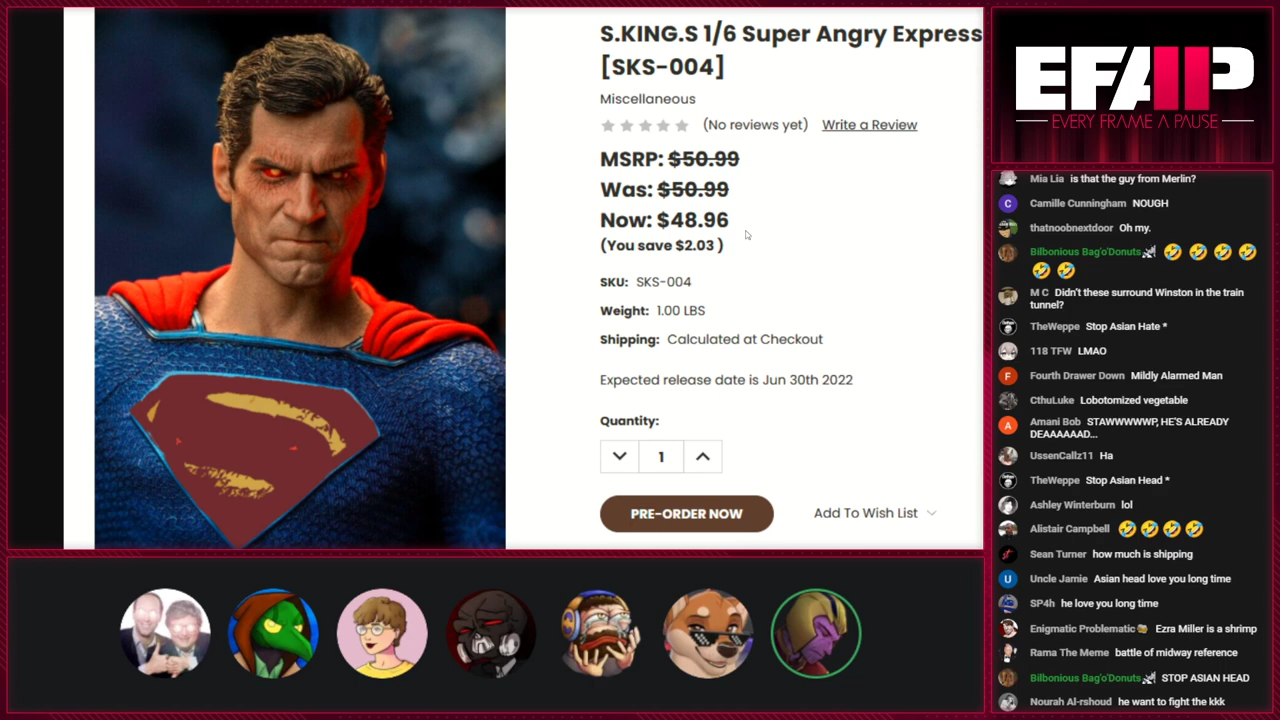 S.KING.S 1/6 Super Angry Express
[SKS-004]
Miscellaneous
(No reviews yet) Write a Review
MSRP: $50.99
Was: $50.99
Now: $48.96
(You save $2.03 )
SKU: SKS-004
Weight: 1.00 LBS
Shipping: Calculated at Checkout
Expected release date is Jun 30th 2022
Quantity:
1
PRE-ORDER NOW
Add To Wish List
EFAP
EVERY FRAME A PAUSE
Mia Lia is that the guy from Merlin?
C Camille Cunningham NOUGH
thatnoobnextdoor Oh my.
Bilbonious Bag'o'Donuts 🤣 🤣 🤣 🤣
🤣 🤣
M C Didn't these surround Winston in the train
tunnel?
TheWeppe Stop Asian Hate *
118 TFW LMAO
F Fourth Drawer Down Mildly Alarmed Man
CthuLuke Lobotomized vegetable
A Amani Bob STAWWWWWP, HE'S ALREADY
DEAAAAAD...
UssenCallz11 Ha
TheWeppe Stop Asian Head *
Ashley Winterburn lol
Alistair Campbell 🤣 🤣 🤣 🤣
Sean Turner how much is shipping
U Uncle Jamie Asian head love you long time
SP4h he love you long time
Enigmatic Problematic Ezra Miller is a shrimp
Rama The Meme battle of midway reference
Bilbonious Bag'o'Donuts STOP ASIAN HEAD
Nourah Al-rshoud he want to fight the kkk